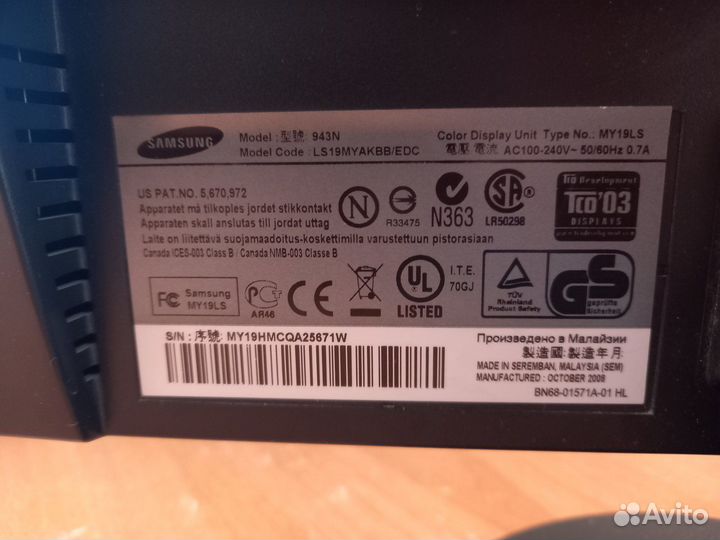 SAMSUNG
Model : 型號: 943N
Model Code : LS19MYAKBB/EDC
Color Display Unit Type No.: MY19LS
電壓 電流 AC100-240V~ 50/60Hz 0.7A
US PAT.NO. 5,670,972
Apparatet må tilkoples jordet stikkontakt
Apparaten skall anslutas till jordat uttag
Laite on liitettävä suojamaadoitus-koskettimilla varustettuun pistorasiaan
Canada ICES-003 Class B / Canada NMB-003 Classe B
N
R33475
N363
SA
LR50298
Tco Development
Tco'03
DISPLAYS
FC Samsung
MY19LS
PG
AR46
CE
UL
LISTED
I.T.E.
70GJ
TÜV
Rheinland
Product Safety
GS
geprüfte
Sicherheit
S/N : 序號: MY19HMCQA25671W
Произведено в Малайзии
製造國: 製造年月
MADE IN SEREMBAN, MALAYSIA (SEM)
MANUFACTURED : OCTOBER 2008
BN68-01571A-01 HL
Avito